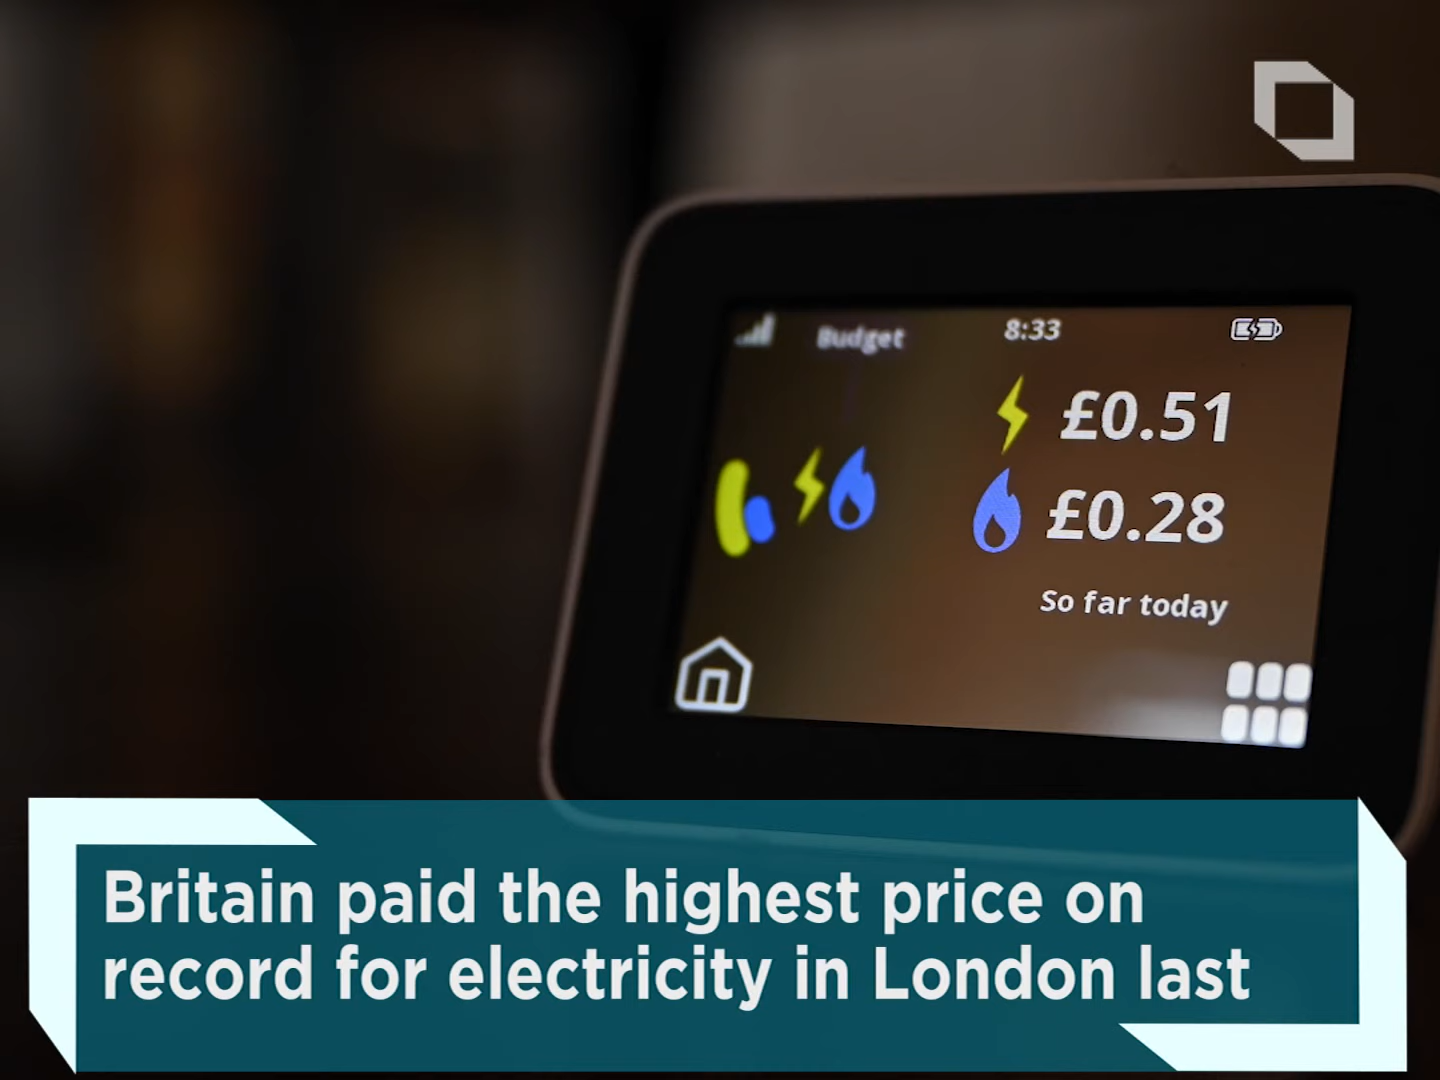 Budget
8:33
£0.51
£0.28
So far today
Britain paid the highest price on
record for electricity in London last